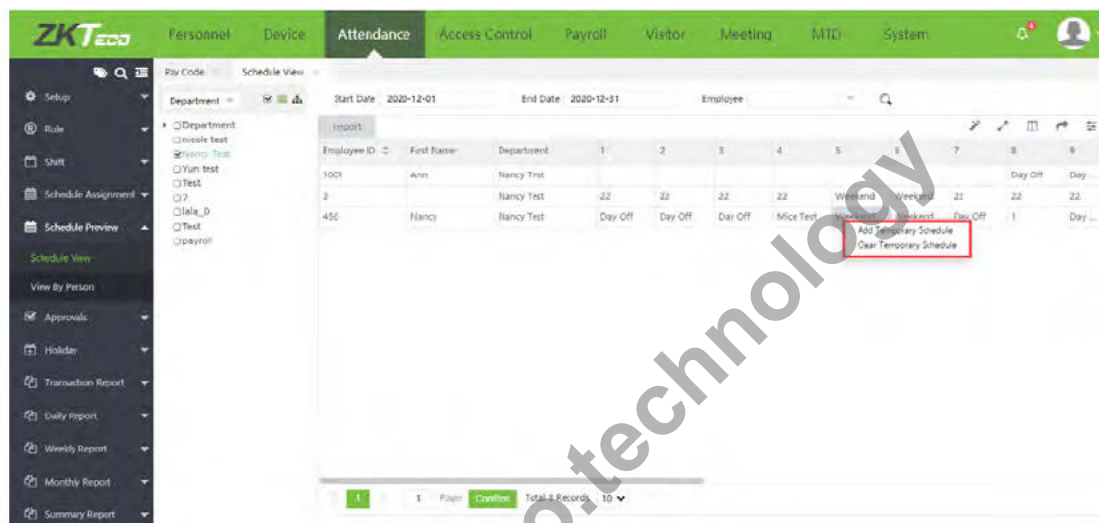 ZKTECO Personnel Device Attendance Access Control Payroll Visitor Meeting MTD System 4
Pay Code Schedule View
Setup
Rule
Shift
Schedule Assignment
Schedule Preview
Schedule View
View By Person
Approvals
Holiday
Transaction Report
Daily Report
Weekly Report
Monthly Report
Summary Report
Department
Department
nicole test
Nancy Test
Yun test
Test
07
lala_D
Test
payroll
Start Date 2020-12-01 End Date 2020-12-31 Employee
Import
Employee ID First Name Department 1 2 3 4 5 6 7 8 9
1001 Ann Nancy Test Day Off Day ...
3 Nancy Test 22 22 22 22 Weekend Weekend 22 22 22
456 Nancy Nancy Test Day Off Day Off Day Off Mice Test Weekend Weekend Day Off 1 Day ...
Add Temporary Schedule
Clear Temporary Schedule
1 1 Page Confirm Total 3 Records 10
o.technology